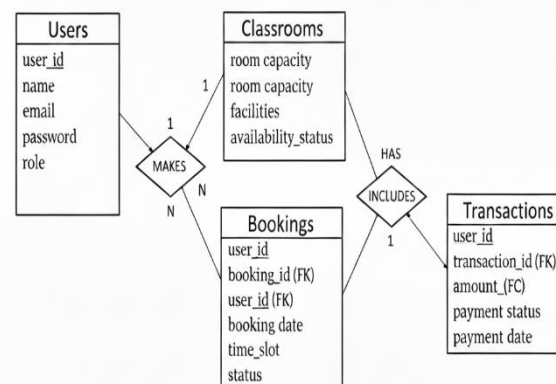 Users
user_id
name
email
password
role
Classrooms
room capacity
room capacity
facilities
availability_status
1
1
MAKES
N
N
HAS
INCLUDES
1
Bookings
user_id
booking_id (FK)
user_id (FK)
booking date
time_slot
status
Transactions
user_id
transaction_id (FK)
amount_(FC)
payment status
payment date